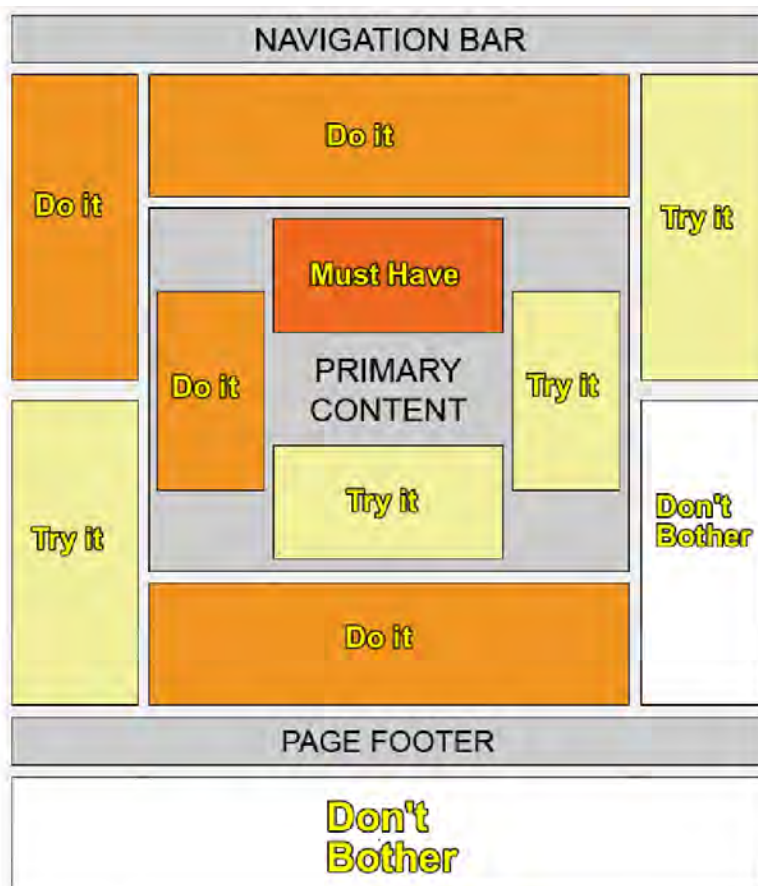 NAVIGATION BAR
Do it
Do it
Try it
Must Have
Do it
PRIMARY
CONTENT
Try it
Try it
Try it
Don't
Bother
Do it
PAGE FOOTER
Don't
Bother